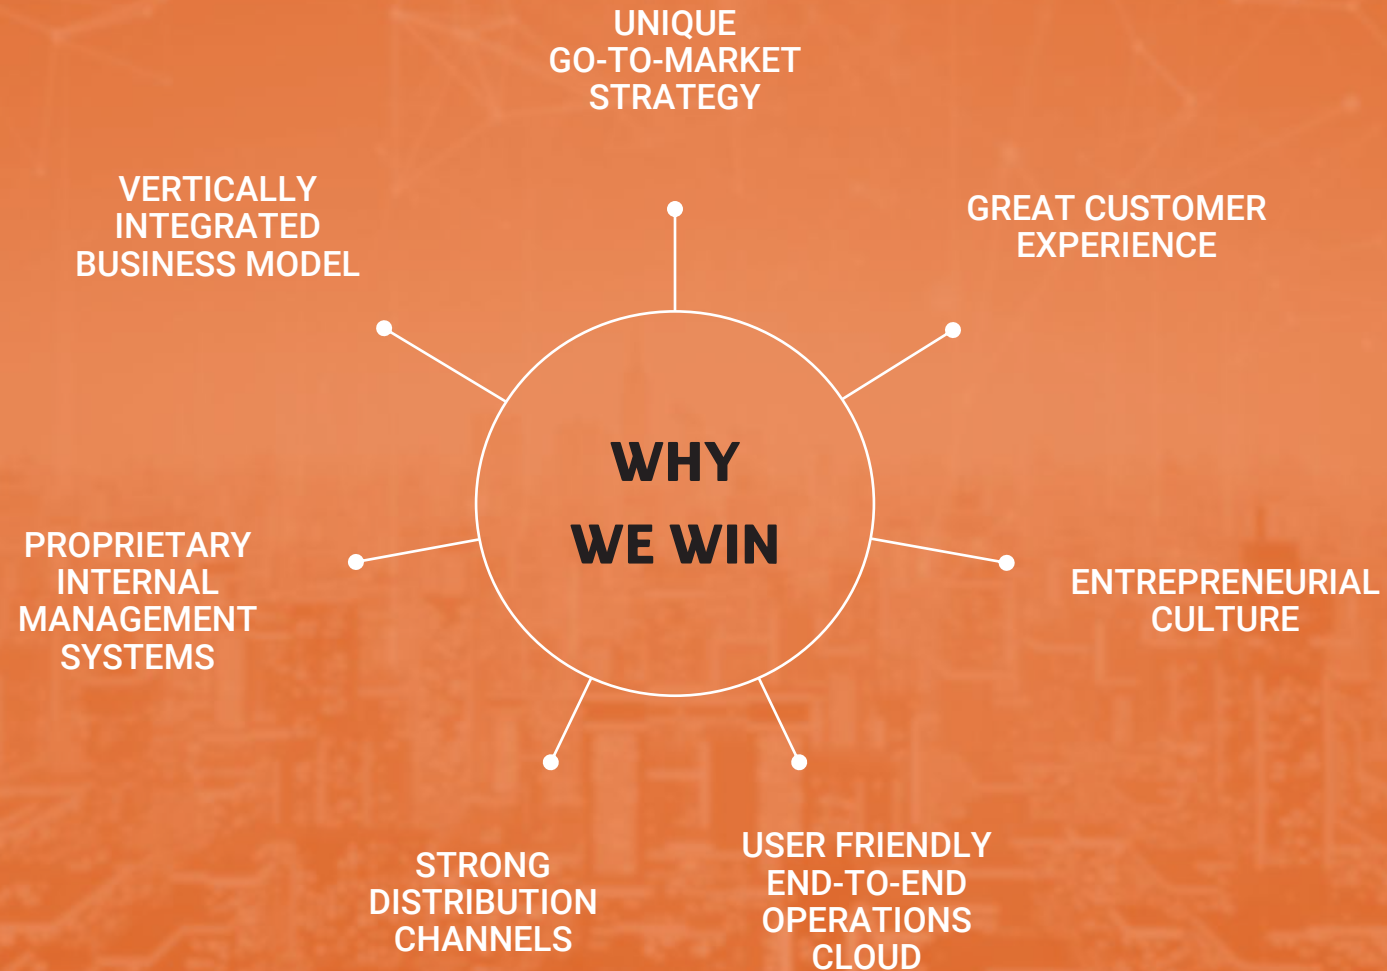 UNIQUE
GO-TO-MARKET
STRATEGY
VERTICALLY
INTEGRATED
BUSINESS MODEL
GREAT CUSTOMER
EXPERIENCE
WHY
WE WIN
PROPRIETARY
INTERNAL
MANAGEMENT
SYSTEMS
ENTREPRENEURIAL
CULTURE
STRONG
DISTRIBUTION
CHANNELS
USER FRIENDLY
END-TO-END
OPERATIONS
CLOUD